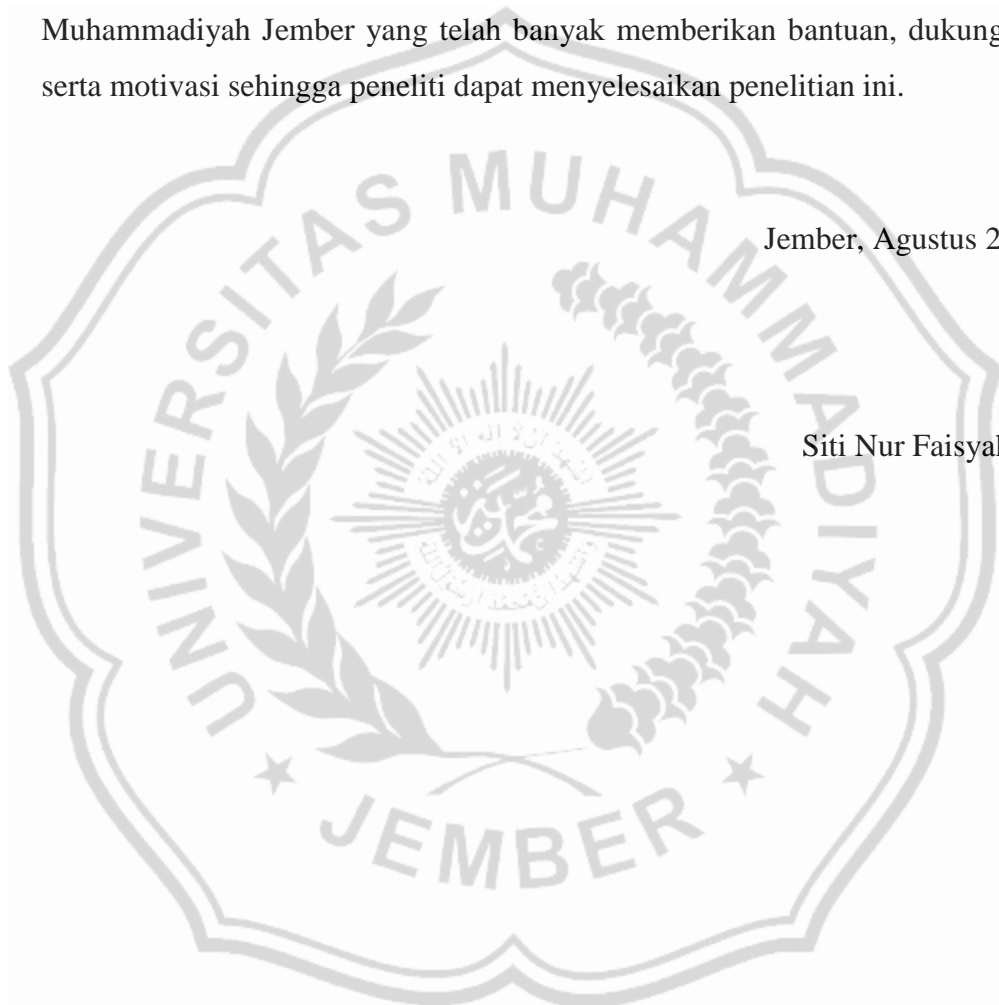 Muhammadiyah Jember yang telah banyak memberikan bantuan, dukung
serta motivasi sehingga peneliti dapat menyelesaikan penelitian ini.
Jember, Agustus 2
Siti Nur Faisyal
UNIVERSITAS MUHAMMADIYAH
★ JEMBER ★